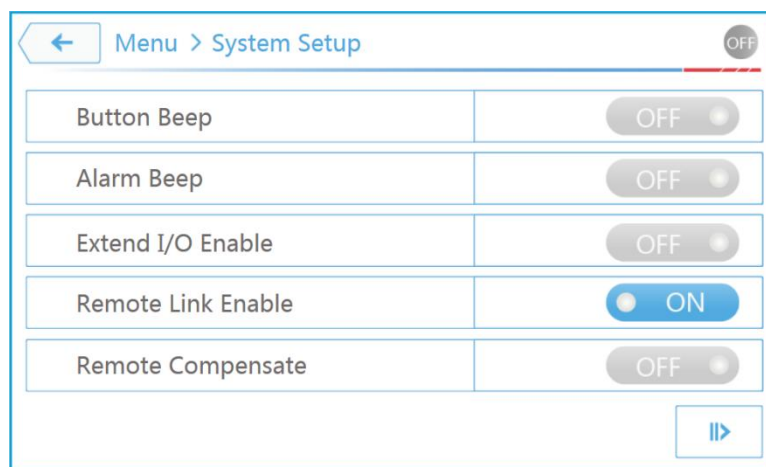 Menu > System Setup OFF
Button Beep OFF
Alarm Beep OFF
Extend I/O Enable OFF
Remote Link Enable ON
Remote Compensate OFF